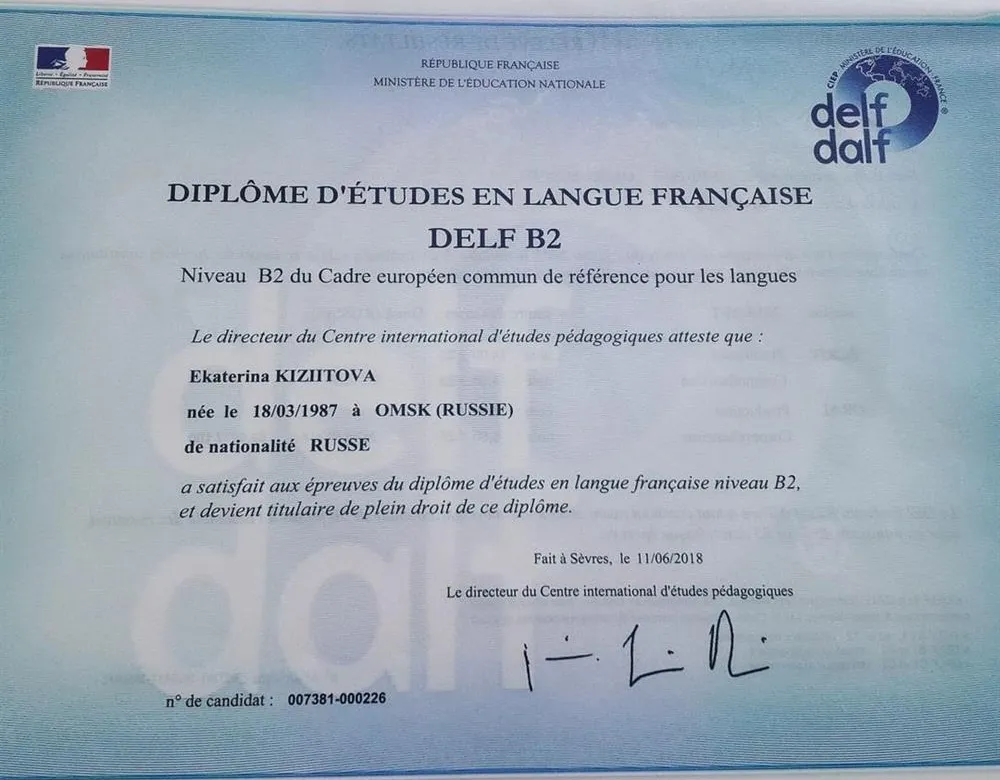 RÉPUBLIQUE FRANÇAISE
MINISTÈRE DE L'ÉDUCATION NATIONALE
Liberté • Égalité • Fraternité
RÉPUBLIQUE FRANÇAISE
CIEP MINISTÈRE DE L'ÉDUCATION FRANCE ®
delf
dalf
DIPLÔME D'ÉTUDES EN LANGUE FRANÇAISE
DELF B2
Niveau B2 du Cadre européen commun de référence pour les langues
Le directeur du Centre international d'études pédagogiques atteste que :
Ekaterina KIZIITOVA
née le 18/03/1987 à OMSK (RUSSIE)
de nationalité RUSSE
a satisfait aux épreuves du diplôme d'études en langue française niveau B2,
et devient titulaire de plein droit de ce diplôme.
Fait à Sèvres, le 11/06/2018
Le directeur du Centre international d'études pédagogiques
n° de candidat : 007381-000226
delf
dalf